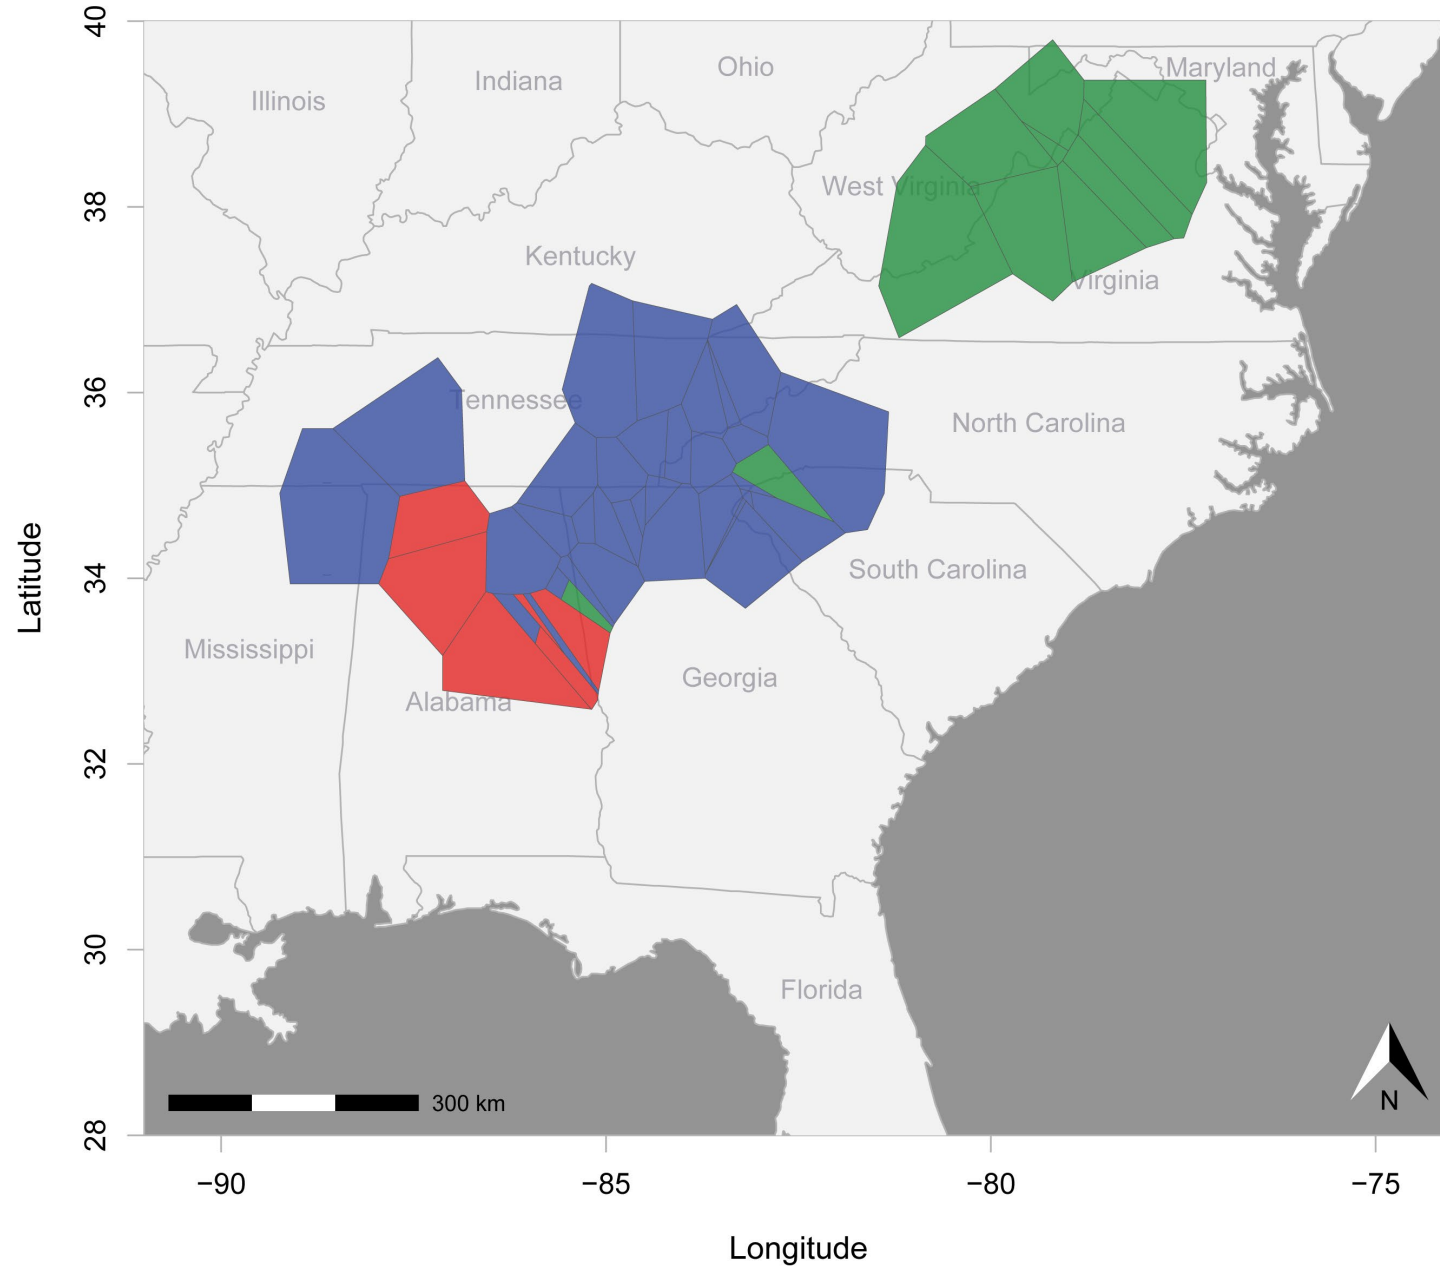 40
Illinois
Indiana
Ohio
Maryland
38
West Virginia
Kentucky
Virginia
36
Tennessee
North Carolina
Latitude
34
South Carolina
Mississippi
Georgia
Alabama
32
30
Florida
28
300 km
N
−90
−85
−80
−75
Longitude